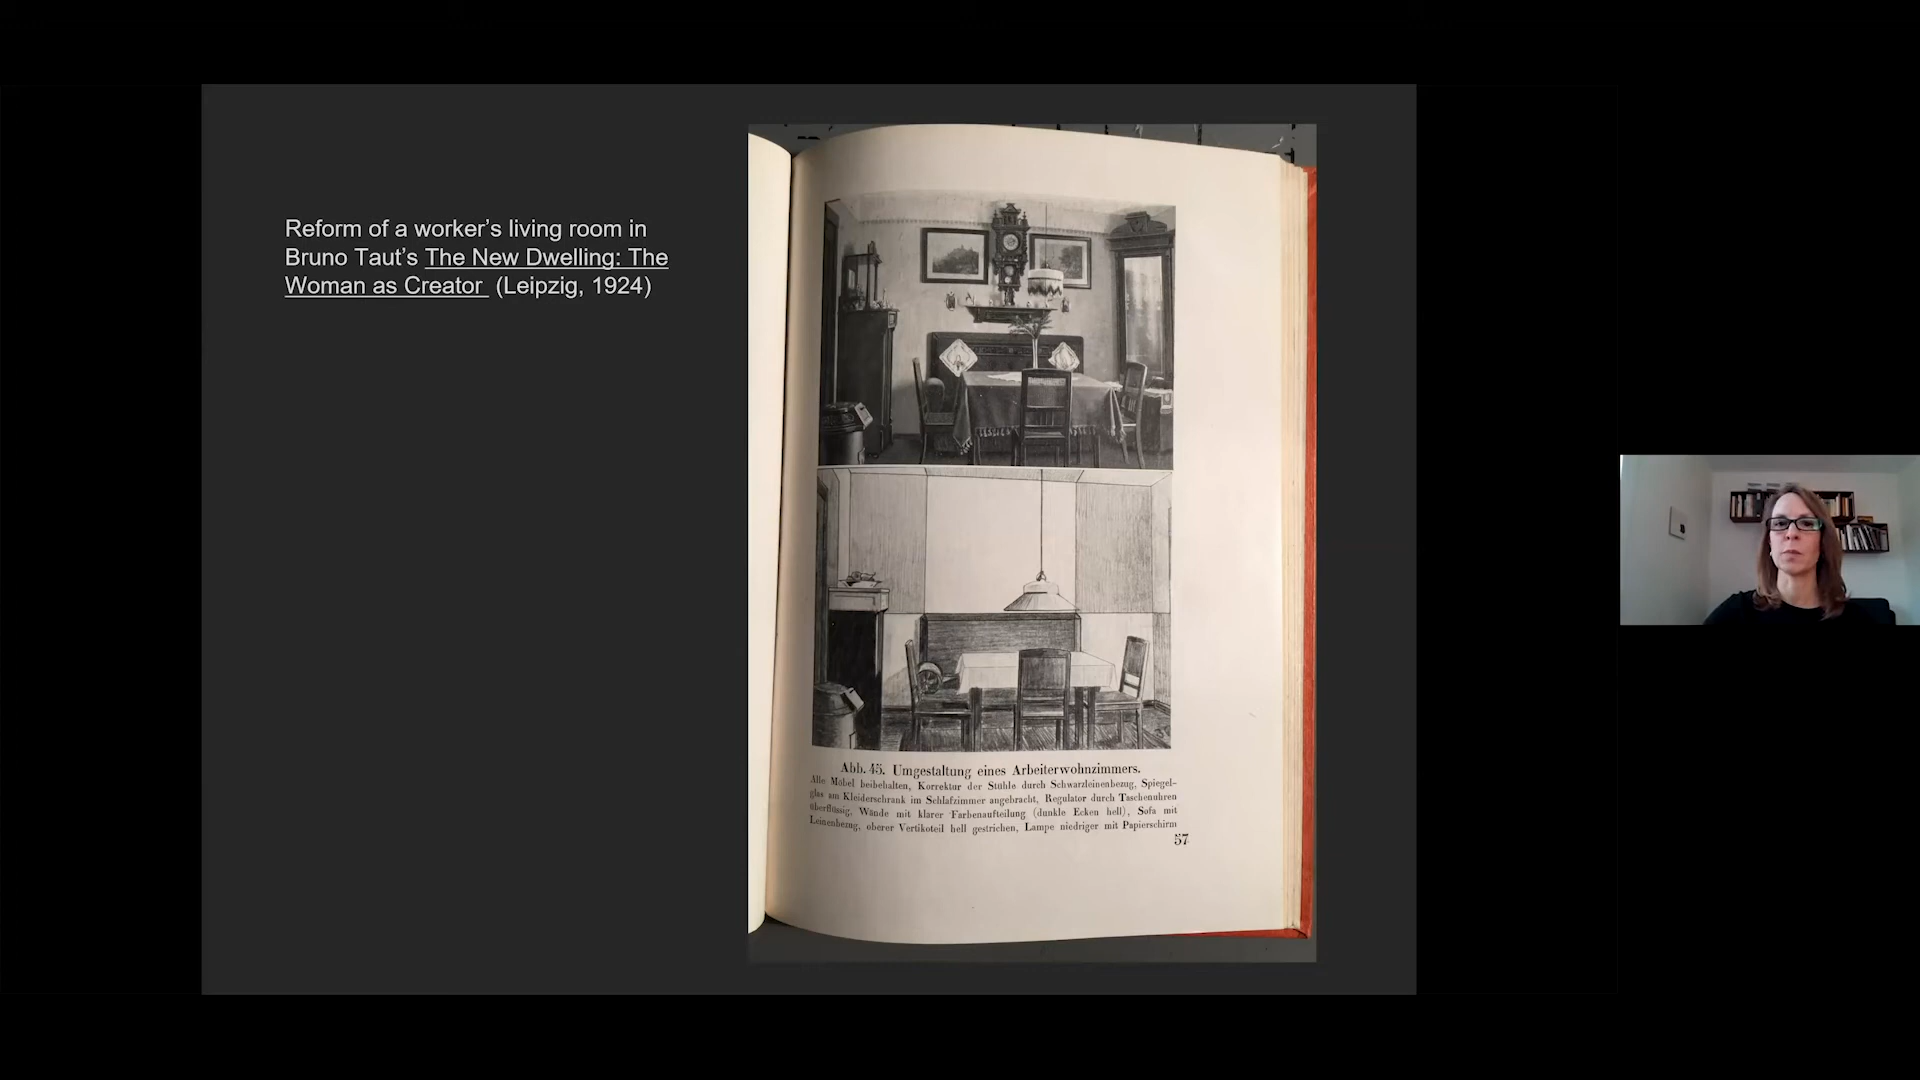 Reform of a worker’s living room in
Bruno Taut’s The New Dwelling: The
Woman as Creator (Leipzig, 1924)
Abb. 45. Umgestaltung eines Arbeiterwohnzimmers.
Alle Möbel beibehalten, Korrektur der Stühle durch Schwarzleinenbezug, Spiegel-
glas am Kleiderschrank im Schlafzimmer angebracht, Regulator durch Taschenuhren
überflüssig, Wände mit klarer Farbenaufteilung (dunkle Ecken hell), Sofa mit
Leinenbezug, oberer Vertikoteil hell gestrichen, Lampe niedriger mit Papierschirm
57